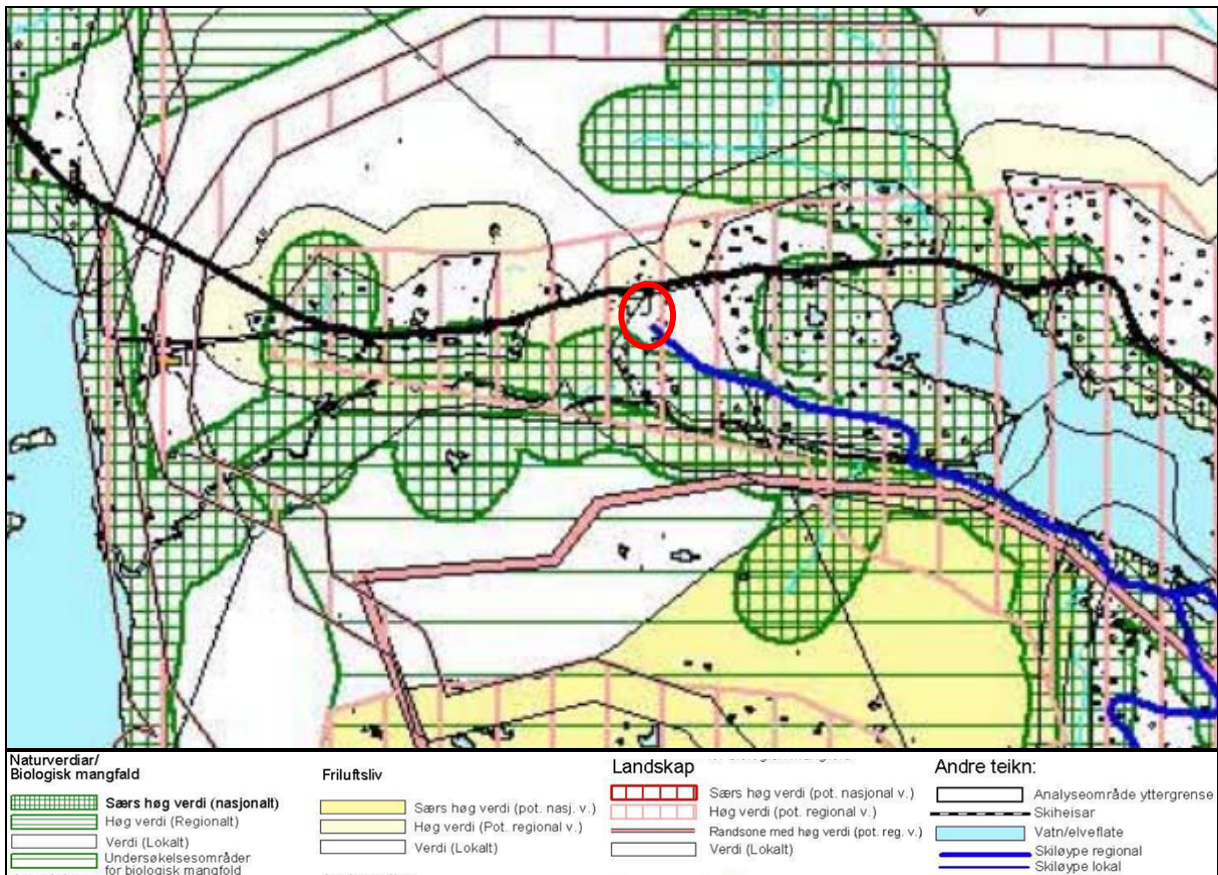 Naturverdiar/
Biologisk mangfald
Særs høg verdi (nasjonalt)
Høg verdi (Regionalt)
Verdi (Lokalt)
Undersøkelsesområder
for biologisk mangfold
Friluftsliv
Særs høg verdi (pot. nasj. v.)
Høg verdi (Pot. regional v.)
Verdi (Lokalt)
Landskap
Særs høg verdi (pot. nasjonal v.)
Høg verdi (pot. regional v.)
Randsone med høg verdi (pot. reg. v.)
Verdi (Lokalt)
Andre teikn:
Analyseområde yttergrense
Skiheisar
Vatn/elveflate
Skiløype regional
Skiløype lokal